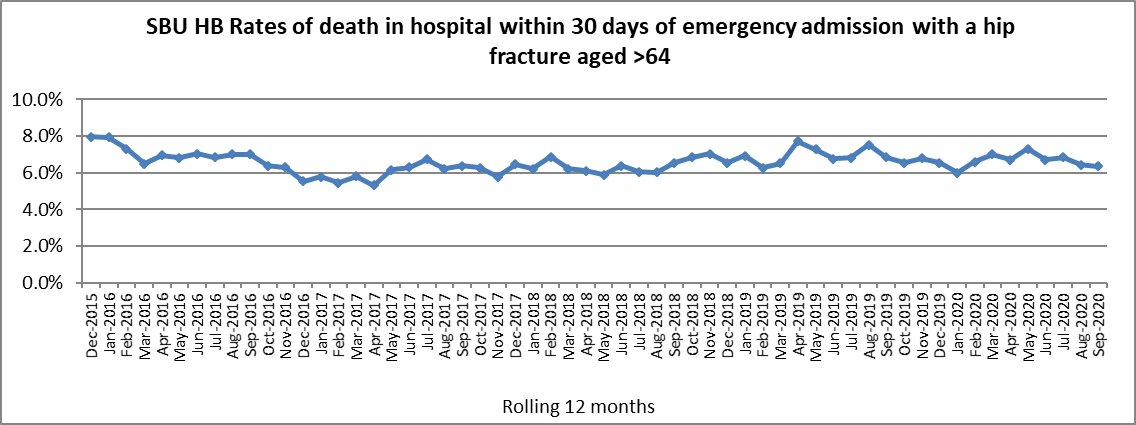 SBU HB Rates of death in hospital within 30 days of emergency admission with a hip
fracture aged >64
10.0%
8.0%
6.0%
4.0%
2.0%
0.0%
Dec-2015
Jan-2016
Feb-2016
Mar-2016
Apr-2016
May-2016
Jun-2016
Jul-2016
Aug-2016
Sep-2016
Oct-2016
Nov-2016
Dec-2016
Jan-2017
Feb-2017
Mar-2017
Apr-2017
May-2017
Jun-2017
Jul-2017
Aug-2017
Sep-2017
Oct-2017
Nov-2017
Dec-2017
Jan-2018
Feb-2018
Mar-2018
Apr-2018
May-2018
Jun-2018
Jul-2018
Aug-2018
Sep-2018
Oct-2018
Nov-2018
Dec-2018
Jan-2019
Feb-2019
Mar-2019
Apr-2019
May-2019
Jun-2019
Jul-2019
Aug-2019
Sep-2019
Oct-2019
Nov-2019
Dec-2019
Jan-2020
Feb-2020
Mar-2020
Apr-2020
May-2020
Jun-2020
Jul-2020
Aug-2020
Sep-2020
Rolling 12 months